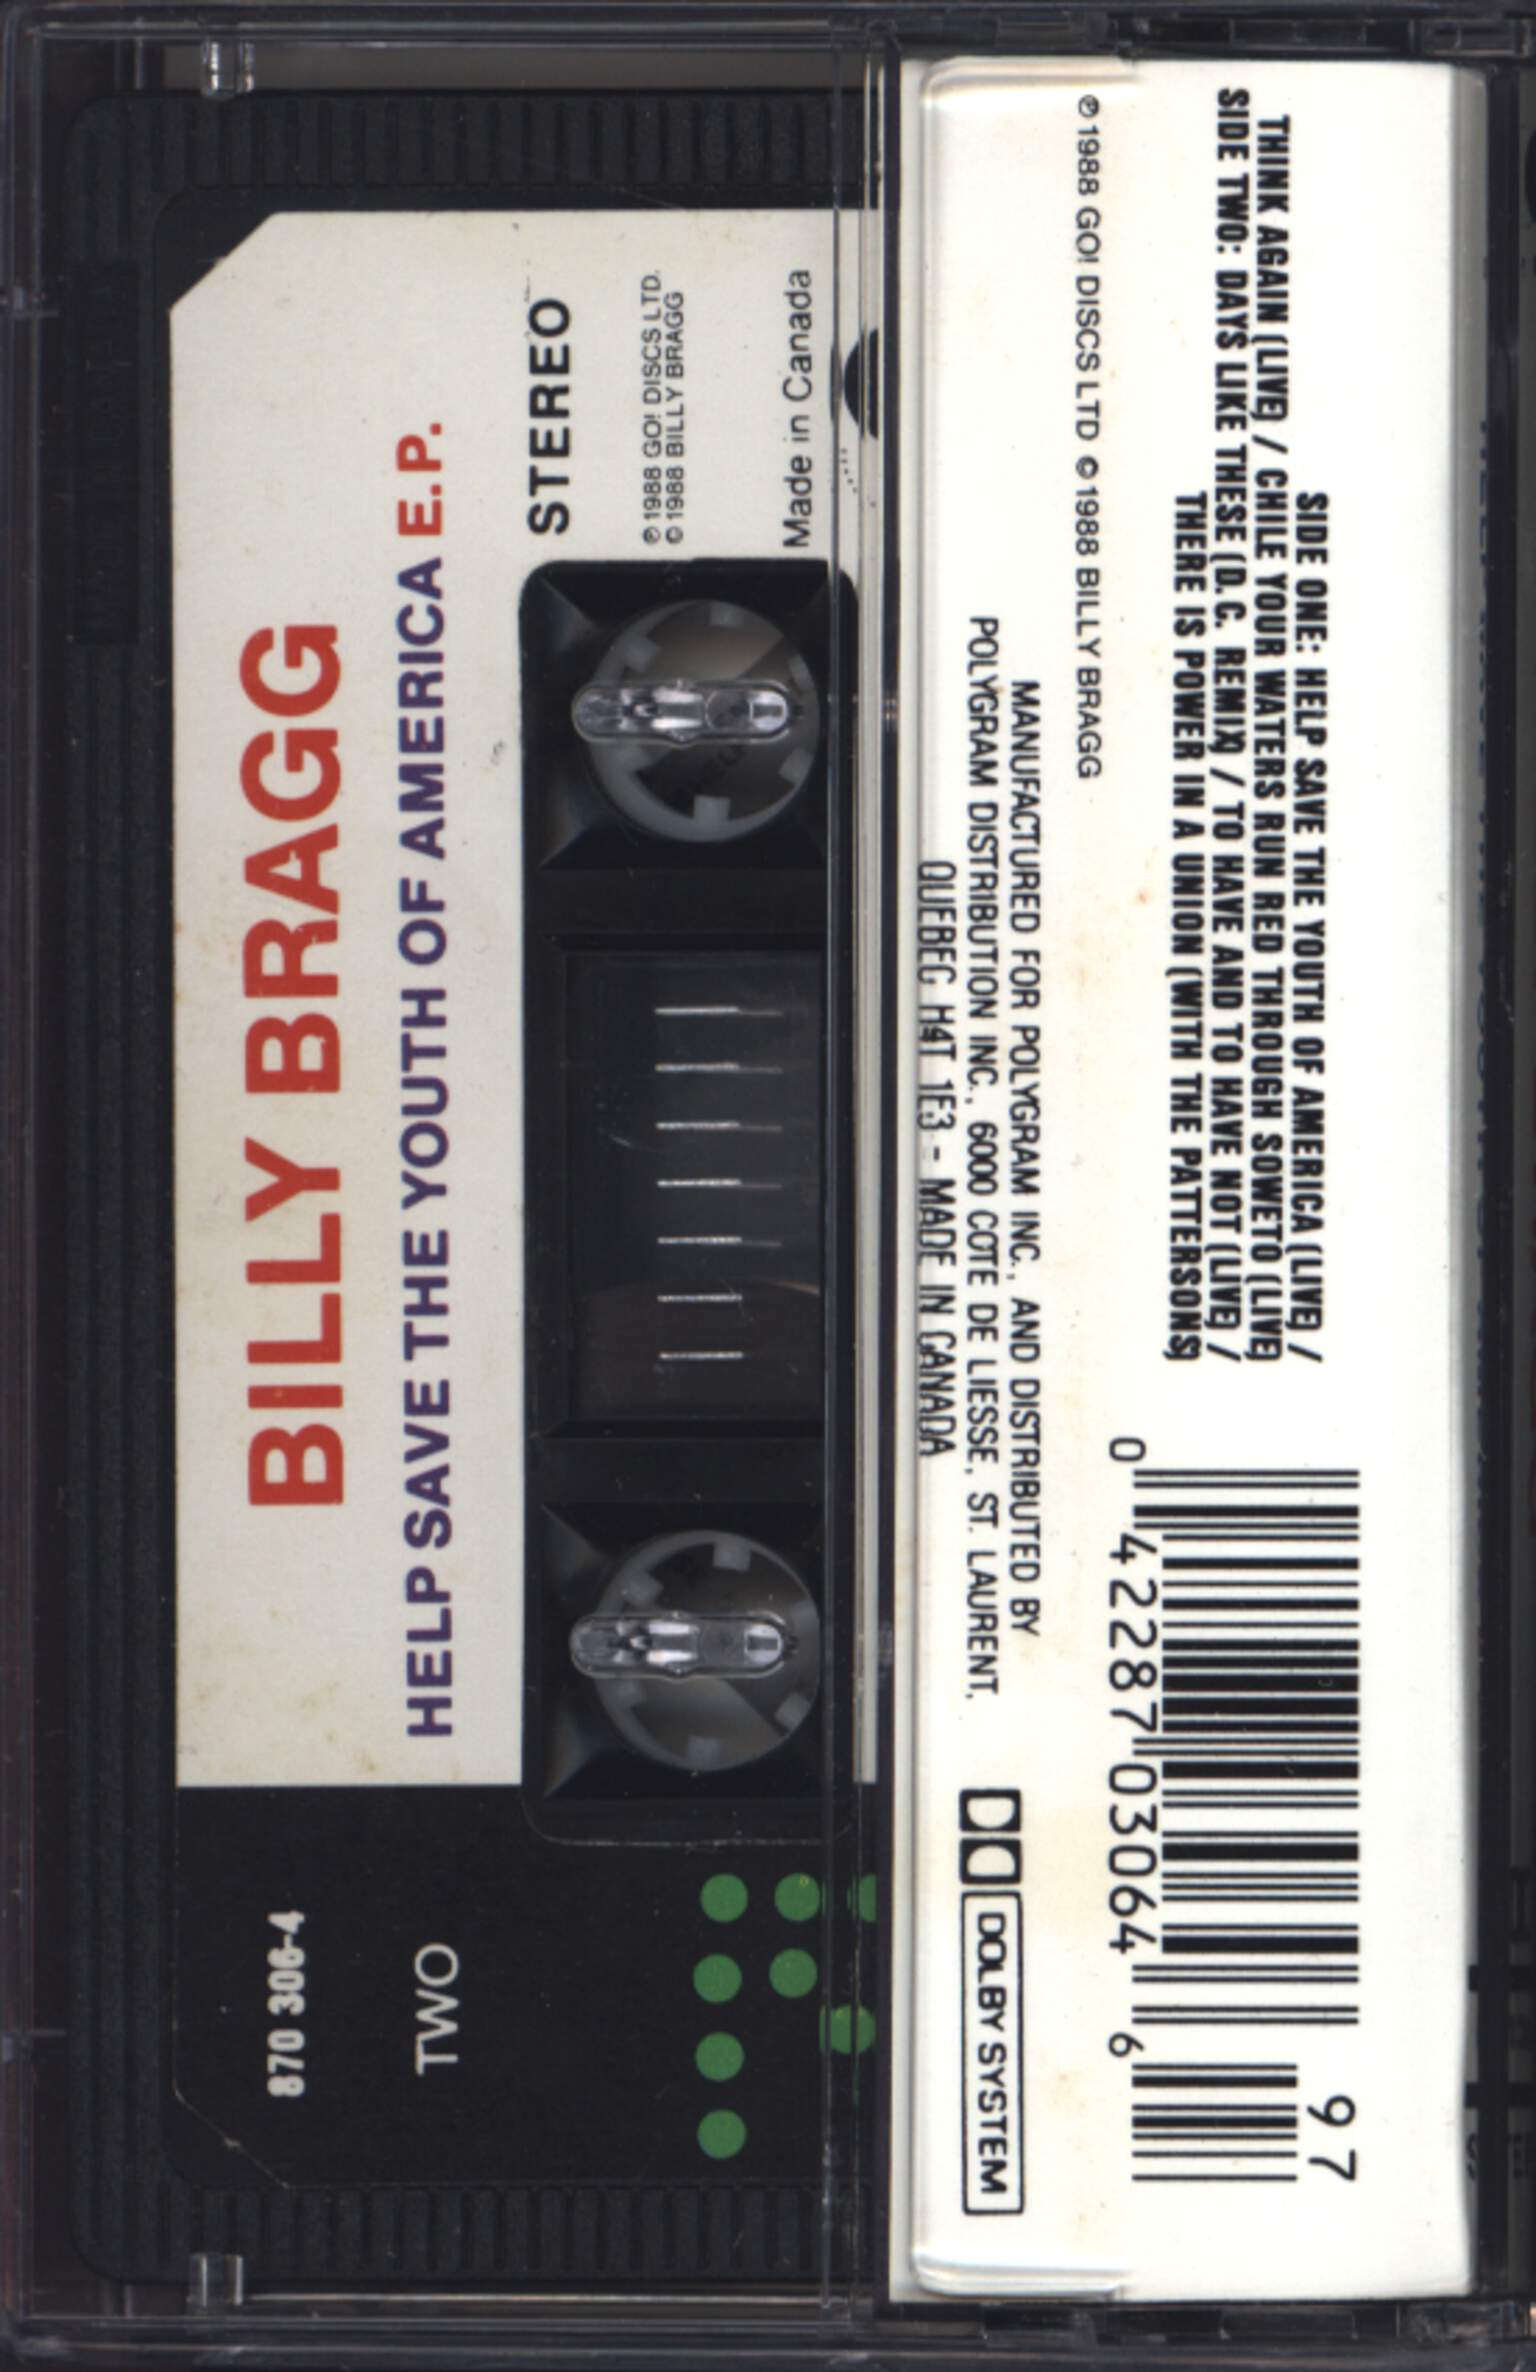 BILLY BRAGG
HELP SAVE THE YOUTH OF AMERICA E.P.
STEREO
℗ 1988 GO! DISCS LTD.
© 1988 BILLY BRAGG
Made in Canada
870 306-4
TWO
SIDE ONE: HELP SAVE THE YOUTH OF AMERICA (LIVE) /
THINK AGAIN (LIVE) / CHILE YOUR WATERS RUN RED THROUGH SOWETO (LIVE)
SIDE TWO: DAYS LIKE THESE (D.C. REMIX) / TO HAVE AND TO HAVE NOT (LIVE) /
THERE IS POWER IN A UNION (WITH THE PATTERSONS)
℗ 1988 GO! DISCS LTD © 1988 BILLY BRAGG
MANUFACTURED FOR POLYGRAM INC., AND DISTRIBUTED BY
POLYGRAM DISTRIBUTION INC., 6000 COTE DE LIESSE, ST. LAURENT,
QUEBEC H4T 1E3 - MADE IN CANADA
0 42287 03064 6
97
DOLBY SYSTEM